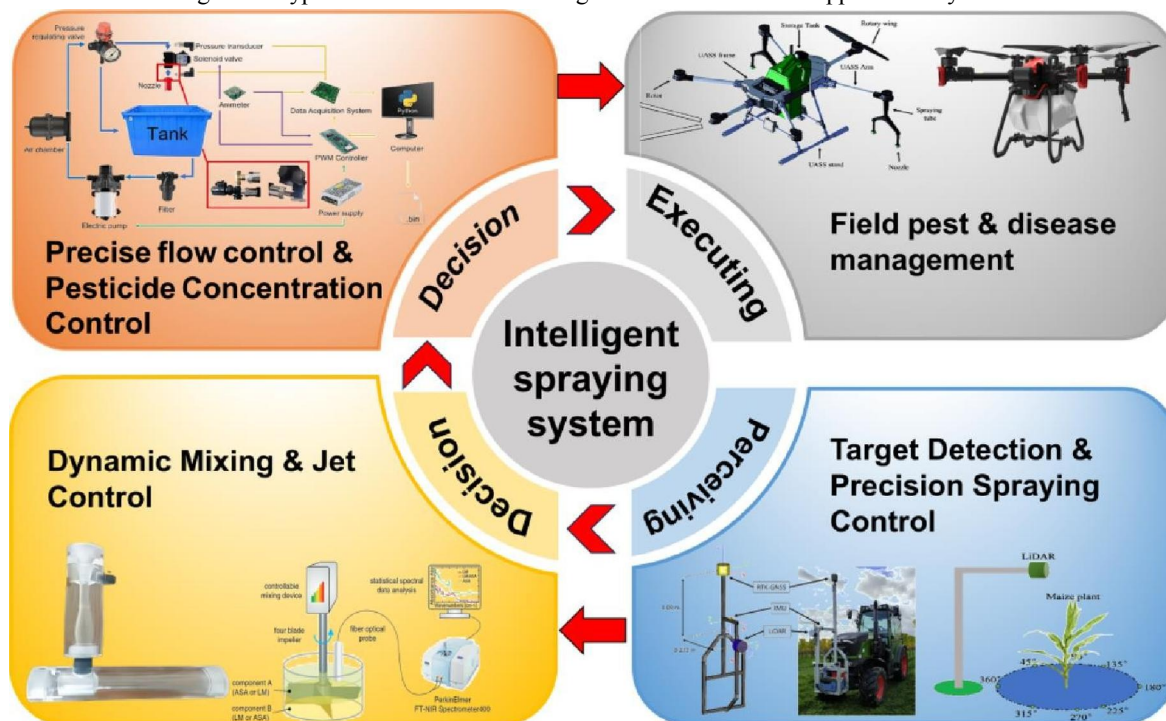 Pressure
regulating valve
Pressure transducer
Solenoid valve
Nozzle
Ammeter
Data Acquisition System
Python
Tank
Air chamber
PWM Controller
Computer
Filter
Power supply
.bin
Electric pump
Precise flow control &
Pesticide Concentration
Control
Decision
Storage Tank
Rotary-wing
UASS frame
UASS Arm
Rotor
Spraying
tube
UASS stand
Nozzle
Field pest & disease
management
Executing
Intelligent
spraying
system
Dynamic Mixing & Jet
Control
Decision
controllable
mixing device
statistical spectral
data analysis
four blade
impeller
fiber optical
probe
component A
(ASA or LM)
component B
(LM or ASA)
PerkinElmer
FT-NIR Spectrometer400
Perceiving
Target Detection &
Precision Spraying
Control
RTK-GNSS
IMU
LiDAR
LiDAR
Maize plant
45°
135°
360°
180°
315°
270°
225°